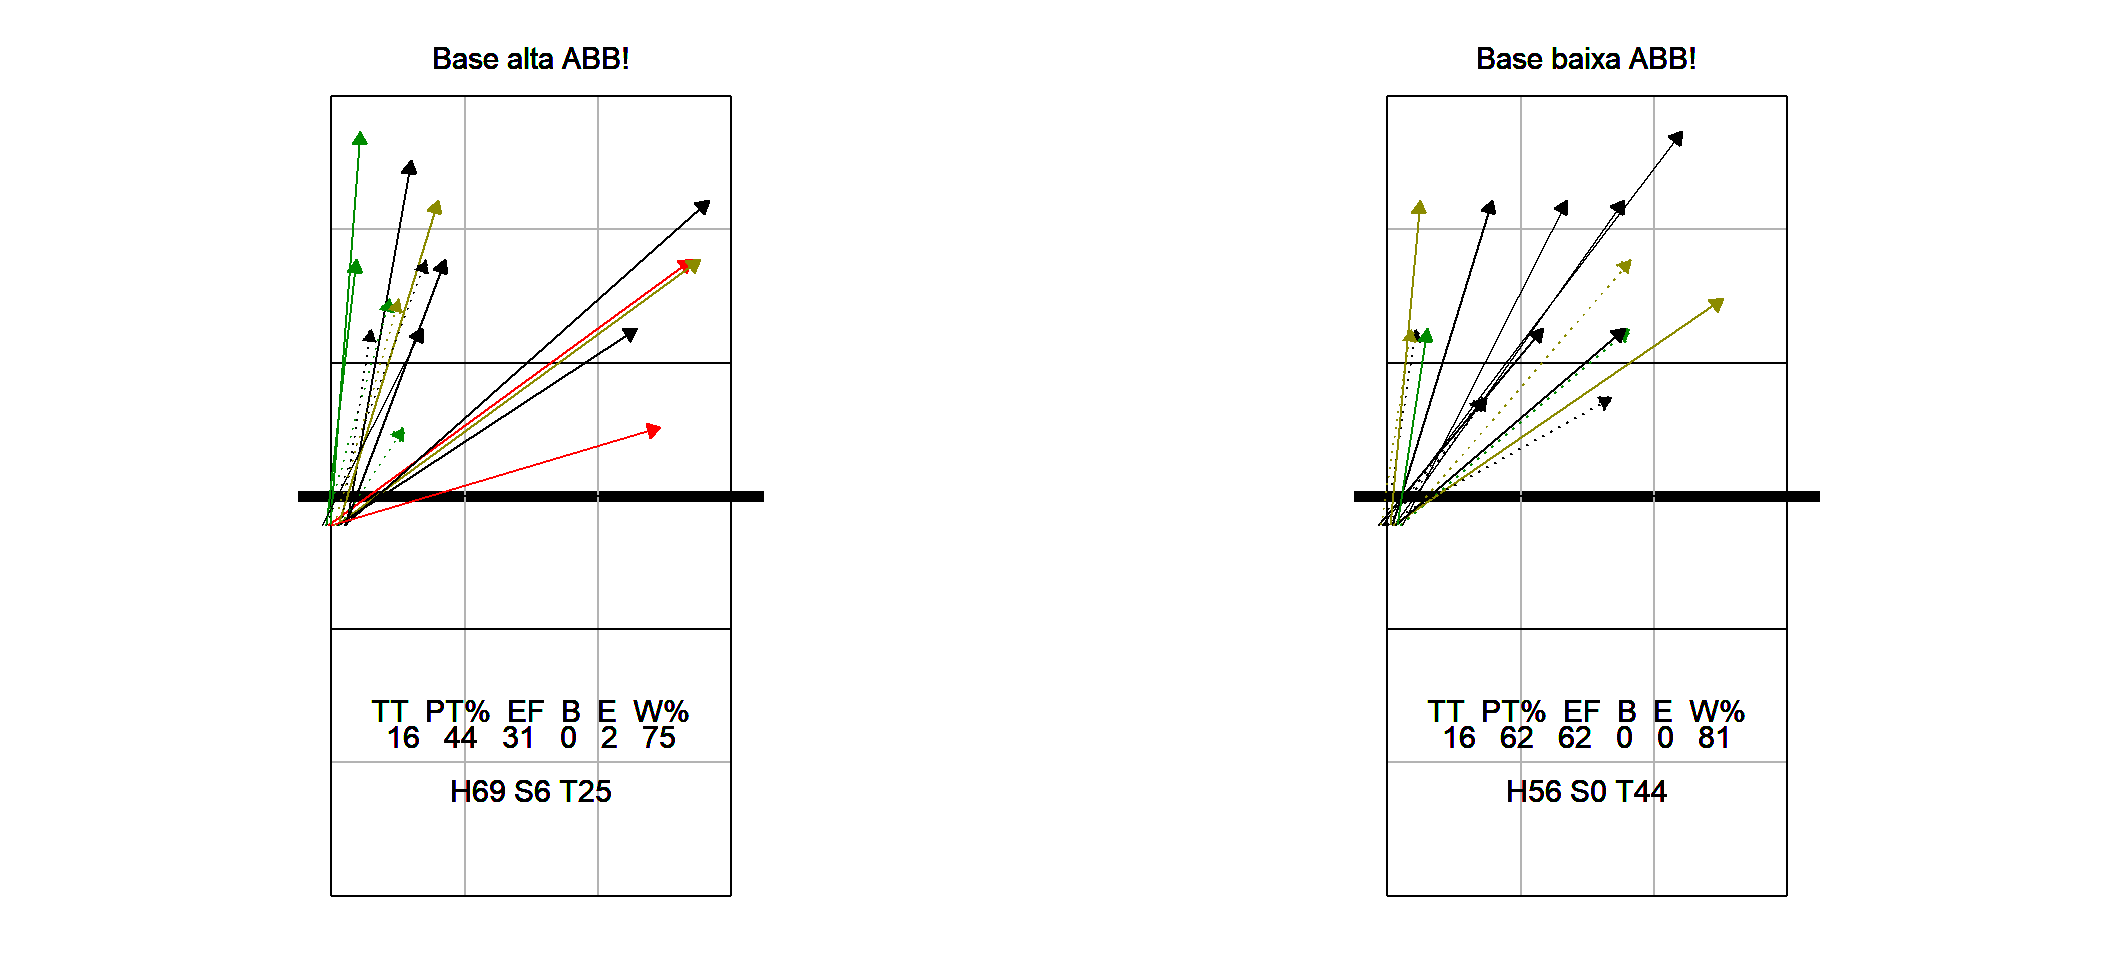 Base alta ABB!
TT PT% EF B E W%
16 44 31 0 2 75
H69 S6 T25
Base baixa ABB!
TT PT% EF B E W%
16 62 62 0 0 81
H56 S0 T44